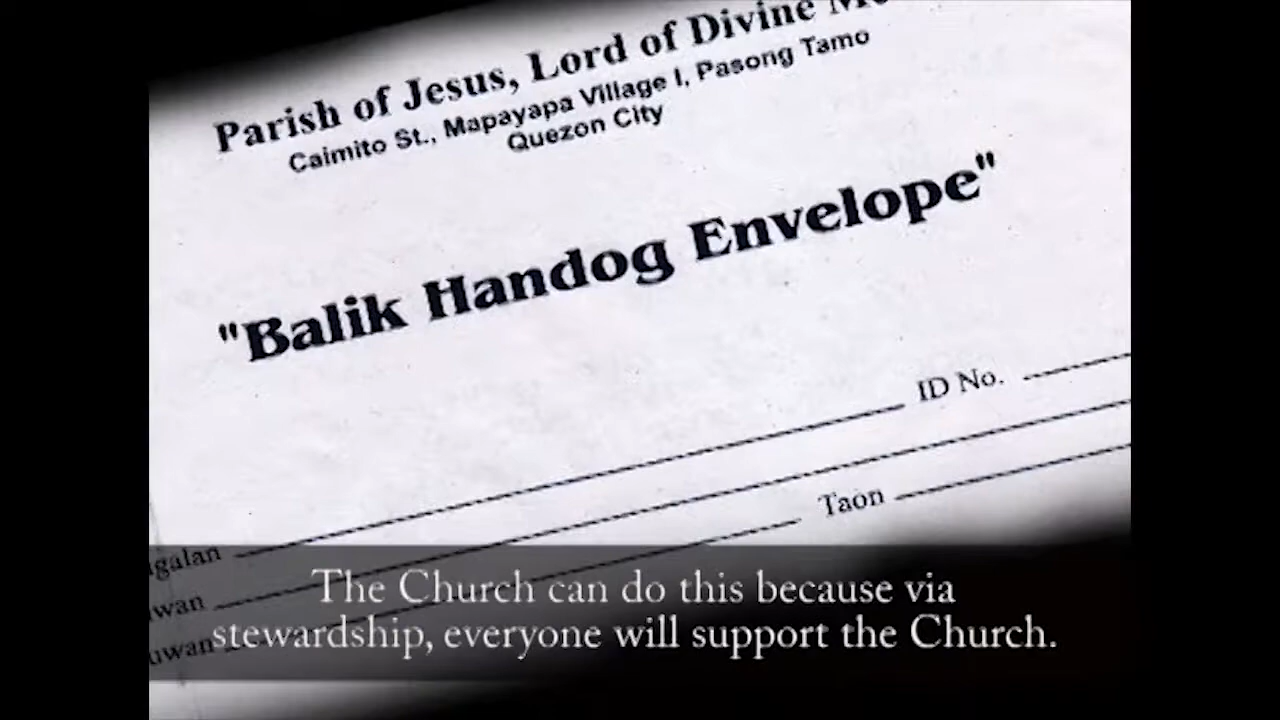 Parish of Jesus, Lord of Divine
Caimito St., Mapayapa Village I, Pasong Tamo
Quezon City
"Balik Handog Envelope"
ID No.
Taon
The Church can do this because via
stewardship, everyone will support the Church.